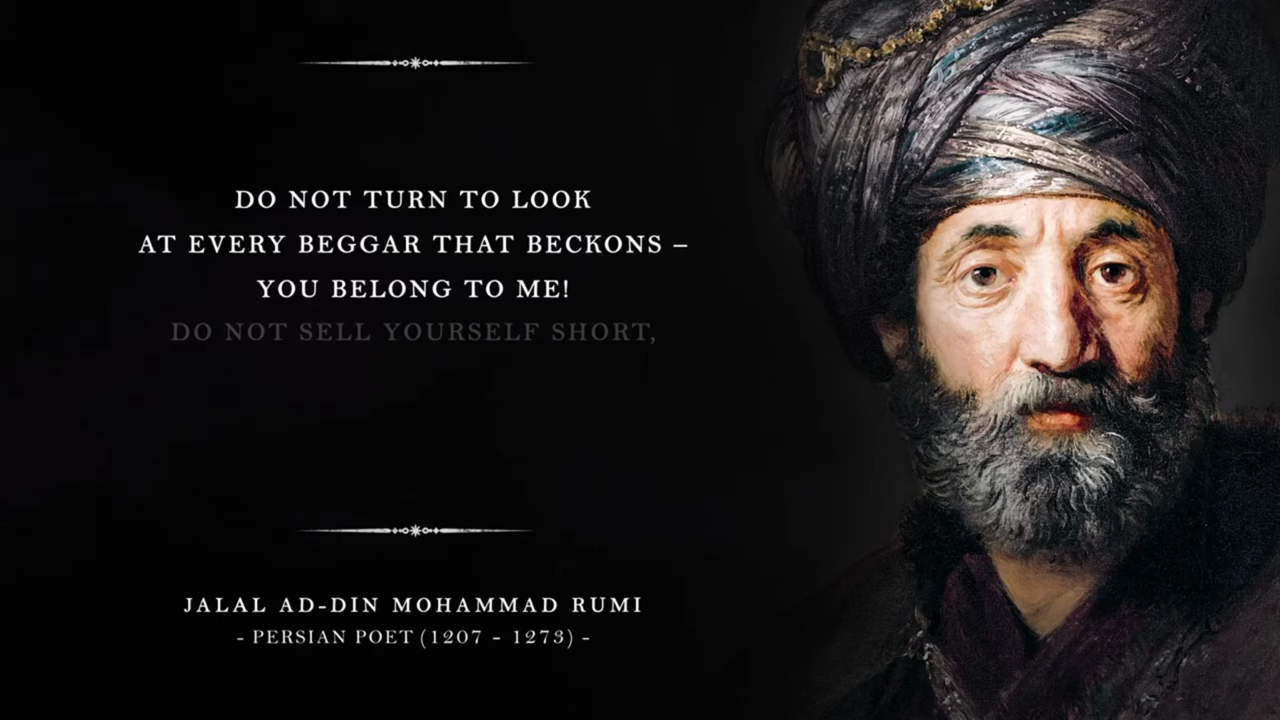 DO NOT TURN TO LOOK
AT EVERY BEGGAR THAT BECKONS –
YOU BELONG TO ME!
DO NOT SELL YOURSELF SHORT,
JALAL AD-DIN MOHAMMAD RUMI
- PERSIAN POET (1207 - 1273) -